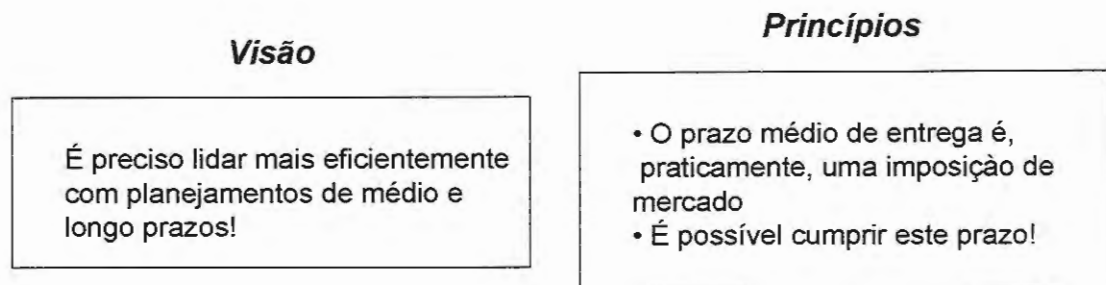 Visão
É preciso lidar mais eficientemente
com planejamentos de médio e
longo prazos!
Princípios
• O prazo médio de entrega é,
praticamente, uma imposiçào de
mercado
• É possível cumprir este prazo!